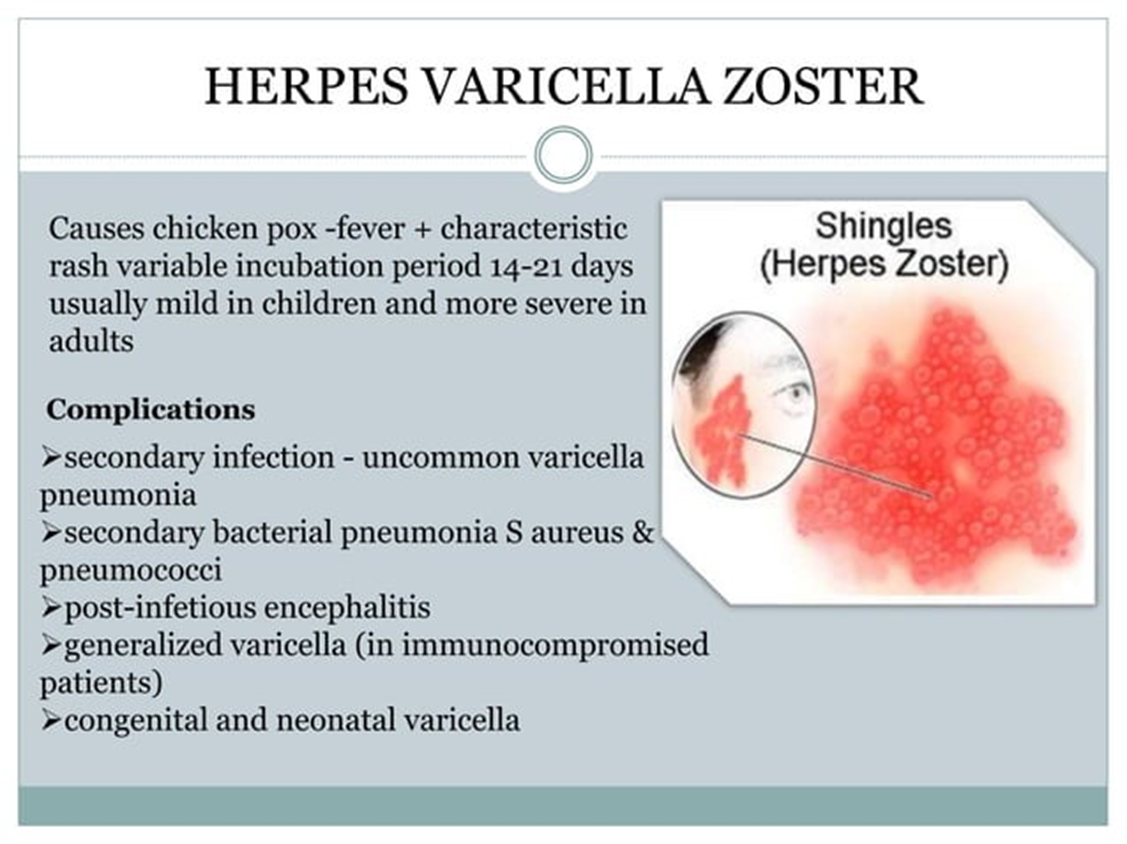 HERPES VARICELLA ZOSTER
Causes chicken pox -fever + characteristic
rash variable incubation period 14-21 days
usually mild in children and more severe in
adults
Complications
➢secondary infection - uncommon varicella
pneumonia
➢secondary bacterial pneumonia S aureus &
pneumococci
➢post-infetious encephalitis
➢generalized varicella (in immunocompromised
patients)
➢congenital and neonatal varicella
Shingles
(Herpes Zoster)